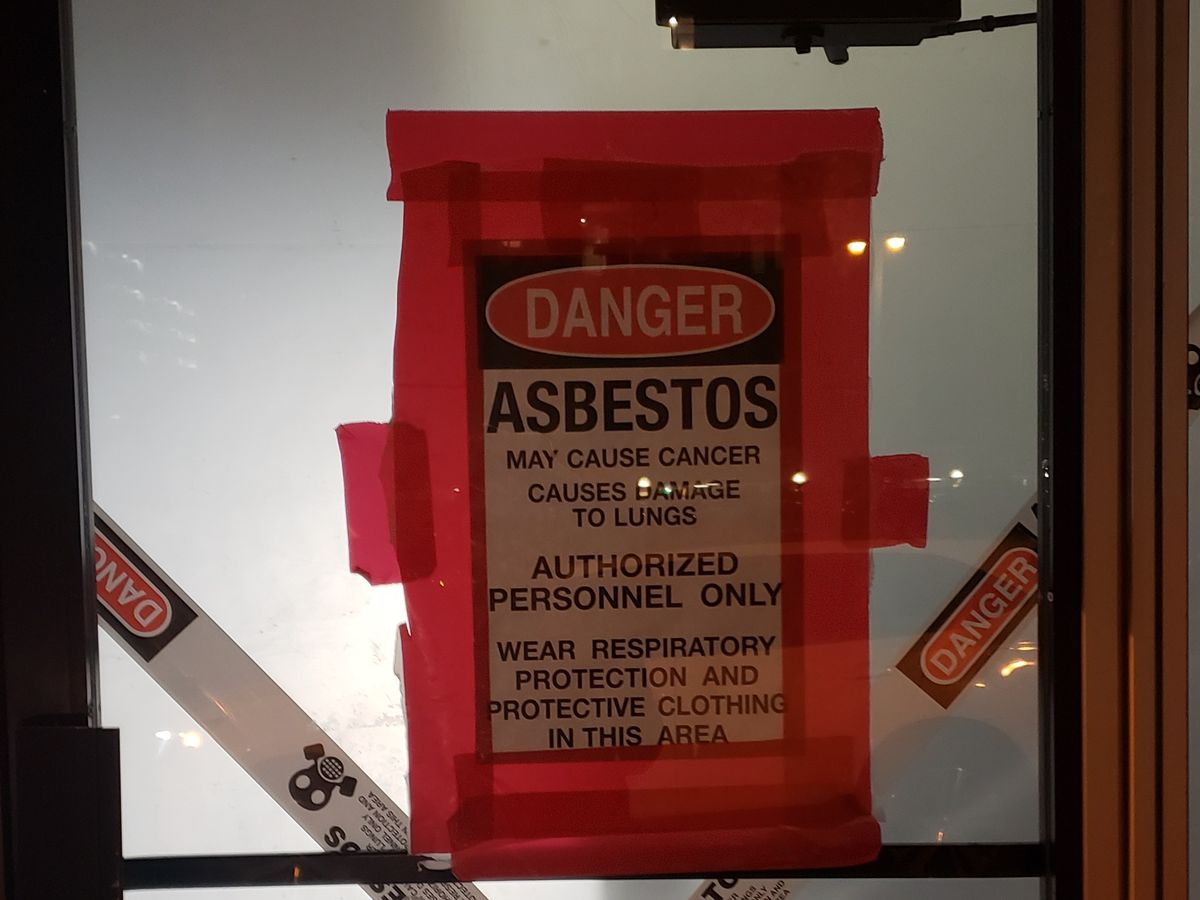 DANGER
ASBESTOS
MAY CAUSE CANCER
CAUSES DAMAGE
TO LUNGS
AUTHORIZED
PERSONNEL ONLY
WEAR RESPIRATORY
PROTECTION AND
PROTECTIVE CLOTHING
IN THIS AREA
DANG
DANGER